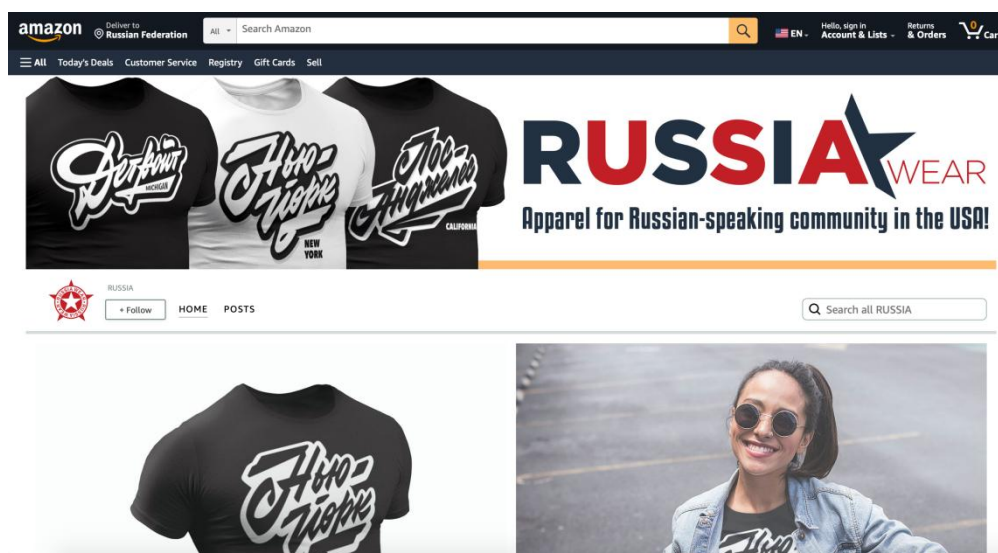 amazon
Deliver to
Russian Federation
All
Search Amazon
EN
Hello, sign in
Account & Lists
Returns
& Orders
0
Car
All Today's Deals Customer Service Registry Gift Cards Sell
Детройт
MICHIGAN
Нью-
Йорк
NEW
YORK
Лос-
Анджелес
CALIFORNIA
RUSSIA WEAR
Apparel for Russian-speaking community in the USA!
RUSSIA
+ Follow
HOME POSTS
Search all RUSSIA
Нью-
Йорк
Нью